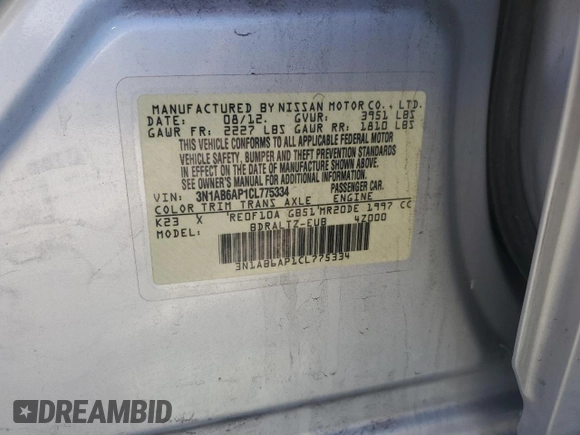 MANUFACTURED BY NISSAN MOTOR CO., LTD.
DATE: 08/12. GVWR: 3951 LBS
GAWR FR: 2227 LBS GAWR RR: 1810 LBS
THIS VEHICLE CONFORMS TO ALL APPLICABLE FEDERAL MOTOR
VEHICLE SAFETY, BUMPER AND THEFT PREVENTION STANDARDS
IN EFFECT ON THE DATE OF MANUFACTURE SHOWN ABOVE.
SEE OWNER'S MANUAL FOR ADDITIONAL INFORMATION.
VIN: 3N1AB6AP1CL775334 PASSENGER CAR.
COLOR TRIM TRANS AXLE ENGINE
K23 X 'RE0F10A GB51'MR20DE 1997 CC
MODEL: BDRALTZ-EUB 4Z000
3N1AB6AP1CL775334
DREAMBID